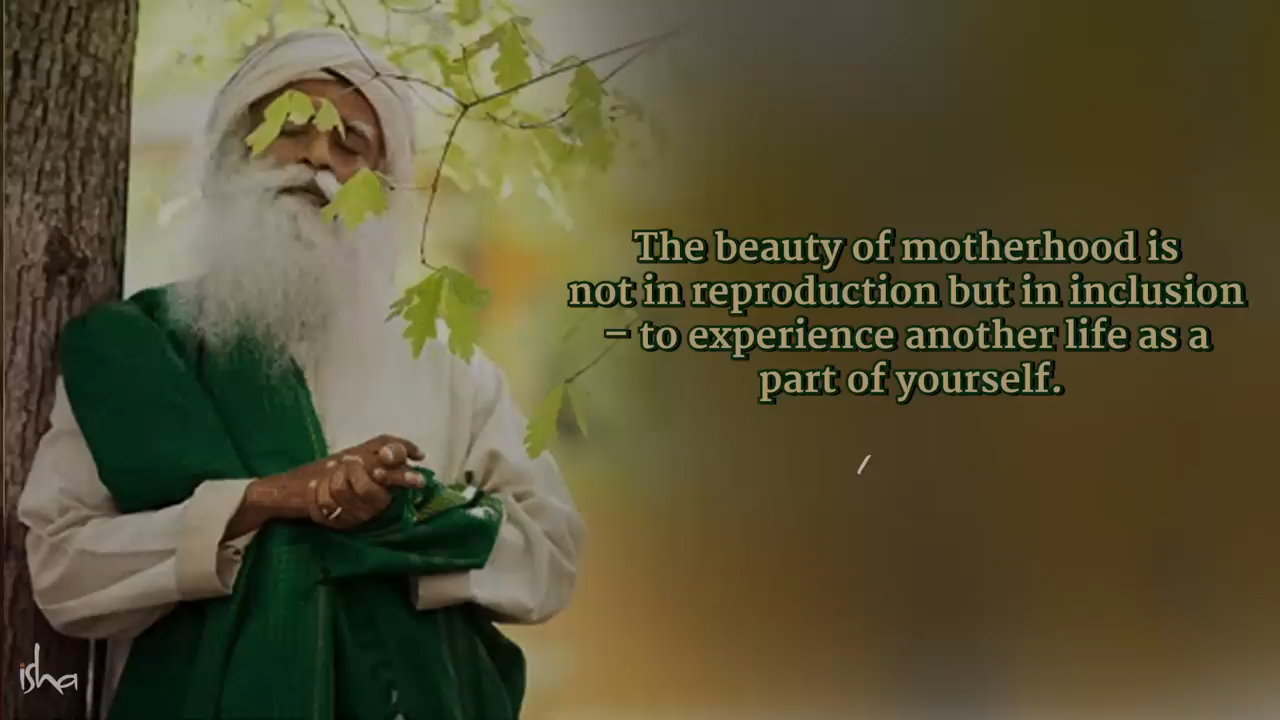 The beauty of motherhood is
not in reproduction but in inclusion
– to experience another life as a
part of yourself.
isha